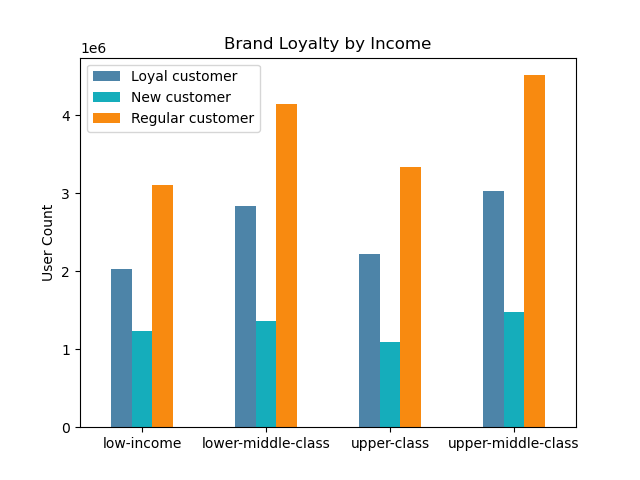 Brand Loyalty by Income
1e6
Loyal customer
New customer
Regular customer
User Count
4
3
2
1
0
low-income lower-middle-class upper-class upper-middle-class